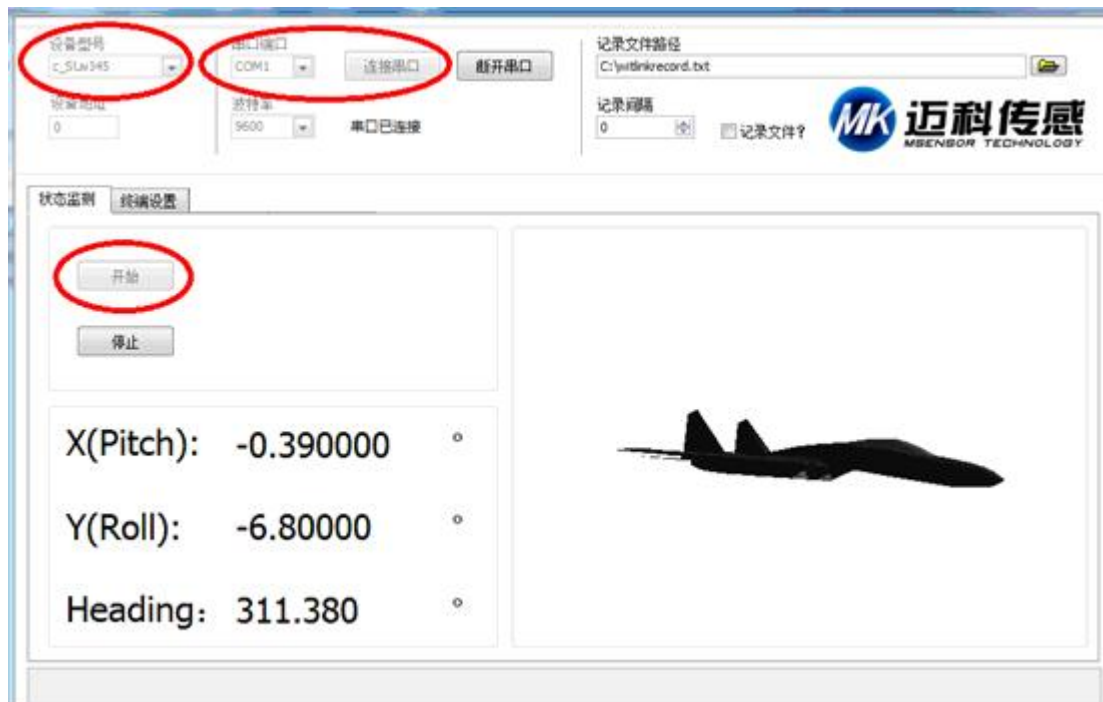 设备型号
串口端口
记录文件路径
COM1
连接串口
断开串口
设备地址
波特率
记录间隔
0
9600
串口已连接
0
记录文件?
MK 迈科传感
MSENSOR TECHNOLOGY
状态监测
终端设置
开始
停止
X(Pitch): -0.390000 °
Y(Roll): -6.80000 °
Heading: 311.380 °